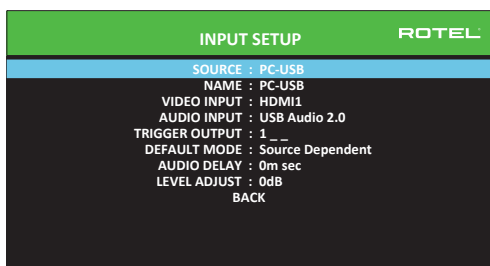 INPUT SETUP
ROTEL
SOURCE : PC-USB
NAME : PC-USB
VIDEO INPUT : HDMI1
AUDIO INPUT : USB Audio 2.0
TRIGGER OUTPUT : 1 _ _
DEFAULT MODE : Source Dependent
AUDIO DELAY : 0m sec
LEVEL ADJUST : 0dB
BACK